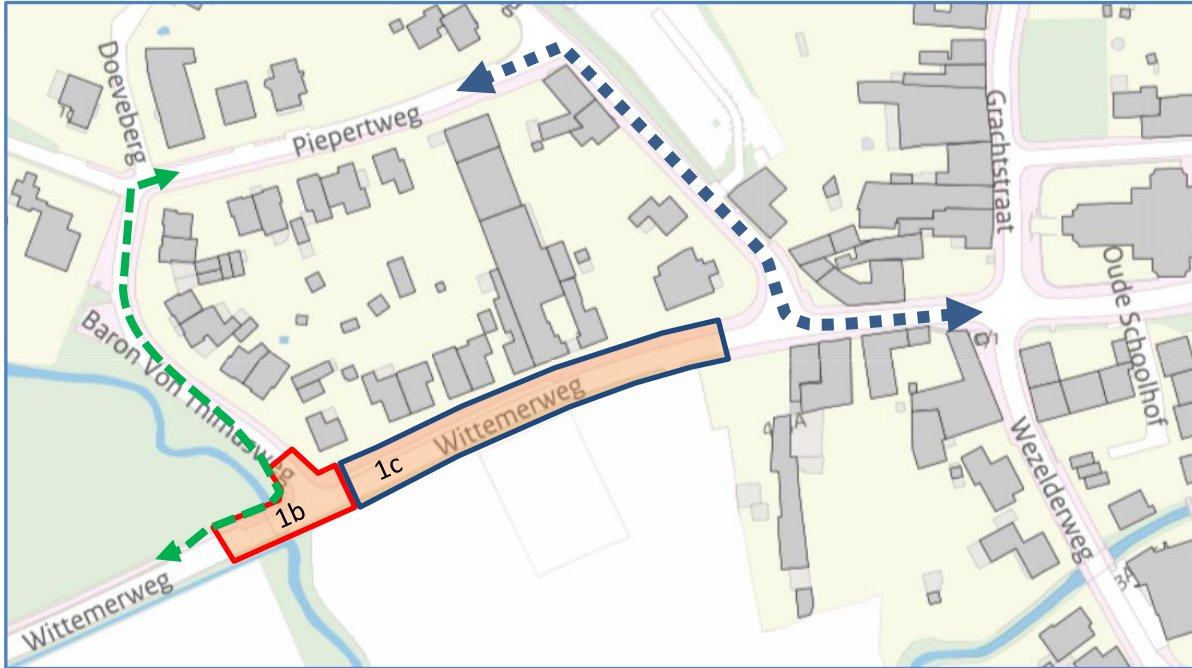 Doeveberg
Piepertweg
Grachtstraat
Oude Schoolhof
Baron Von Thimusweg
Wittemerweg
1c
1b
Wezelderweg
Wittemerweg